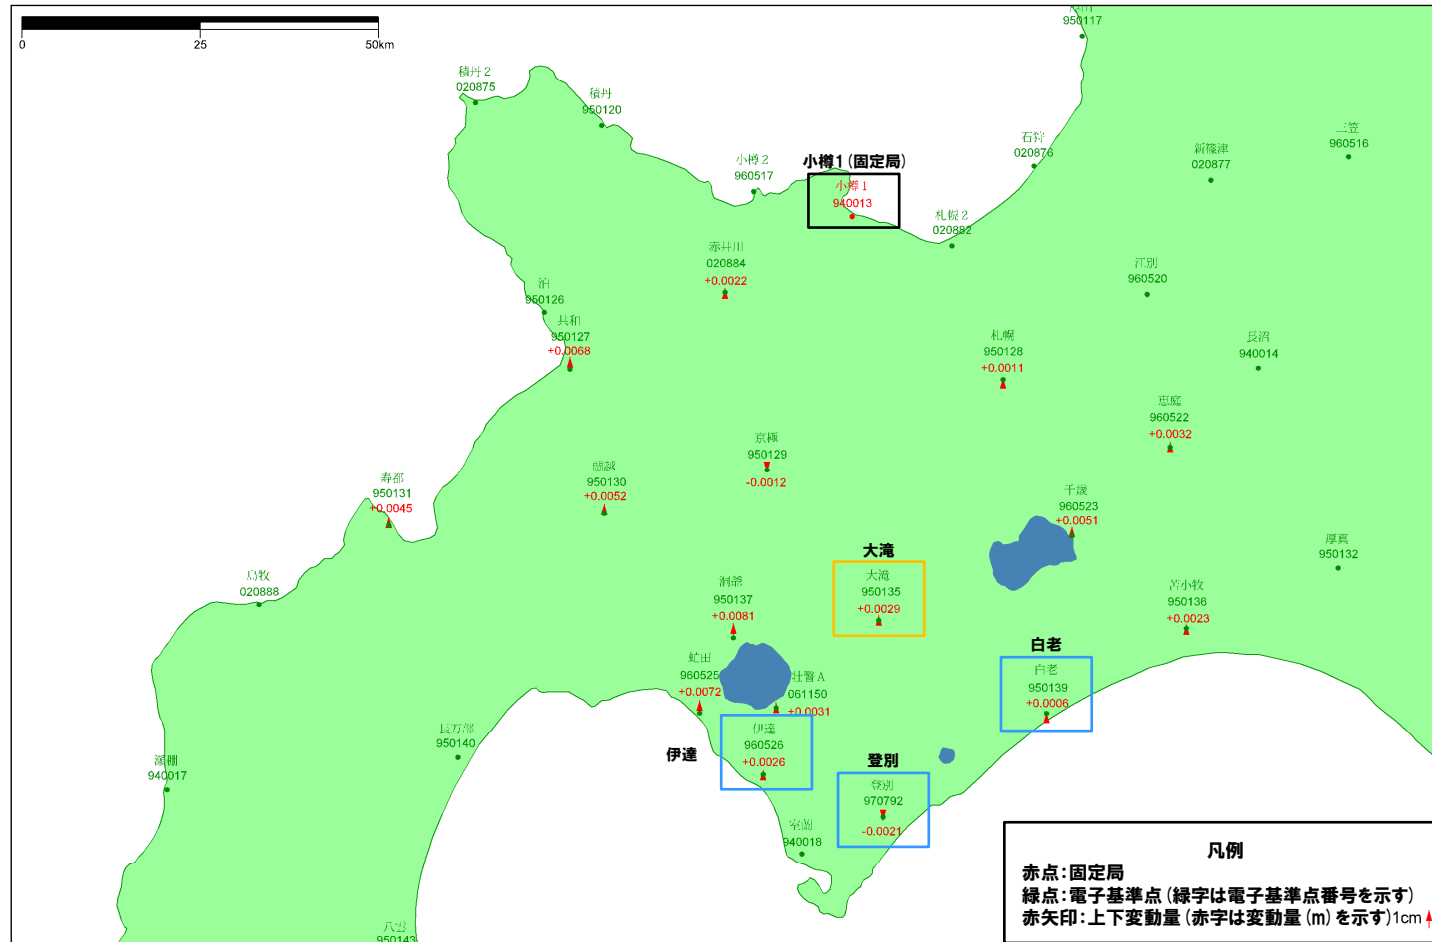 0
25
50km
950117
積丹2
020875
積丹
950120
小樽2
960517
小樽1(固定局)
小樽1
940013
石狩
020876
新篠津
020877
三笠
960516
札幌2
020882
赤井川
020884
+0.0022
江別
960520
泊
950126
共和
950127
+0.0068
札幌
950128
+0.0011
長沼
940014
恵庭
960522
+0.0032
京極
950129
-0.0012
蘭越
950130
+0.0052
寿都
950131
+0.0045
千歳
960523
+0.0051
厚真
950132
大滝
大滝
950135
+0.0029
島牧
020888
洞爺
950137
+0.0081
苫小牧
950136
+0.0023
白老
白老
950139
+0.0006
虻田
960525
+0.0072
壮瞥A
061150
+0.0031
伊達
伊達
960526
+0.0026
長万部
950140
瀬棚
940017
登別
登別
970792
-0.0021
室蘭
940018
八雲
950143
凡例
赤点:固定局
緑点:電子基準点(緑字は電子基準点番号を示す)
赤矢印:上下変動量(赤字は変動量(m)を示す)1cm